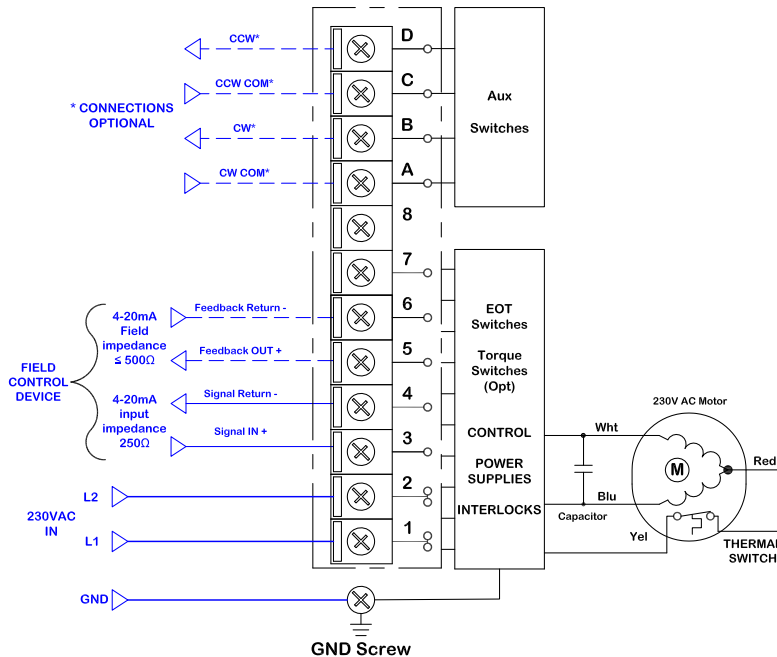 CCW*
D
CCW COM*
C
* CONNECTIONS
OPTIONAL
CW*
B
CW COM*
A
Aux
Switches
8
7
Feedback Return -
6
4-20mA
Field
impedance
≤ 500Ω
Feedback OUT +
5
FIELD
CONTROL
DEVICE
Signal Return -
4
4-20mA
input
impedance
250Ω
Signal IN +
3
L2
2
230VAC
IN
L1
1
GND
GND Screw
EOT
Switches
Torque
Switches
(Opt)
CONTROL
POWER
SUPPLIES
INTERLOCKS
230V AC Motor
Wht
M
Red
Blu
Capacitor
Yel
THERMAL
SWITCH